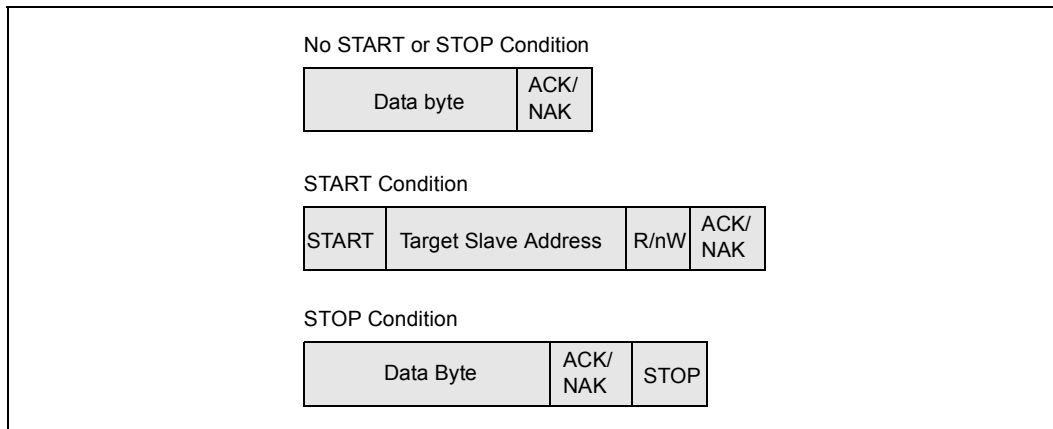 No START or STOP Condition
Data byte
ACK/
NAK
START Condition
START
Target Slave Address
R/nW
ACK/
NAK
STOP Condition
Data Byte
ACK/
NAK
STOP